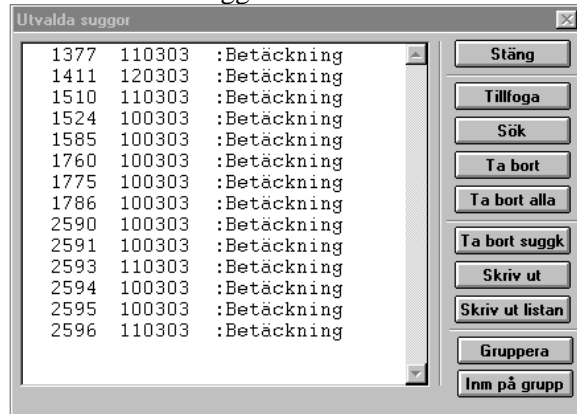 Utvalda suggor
1377 110303 :Betäckning
1411 120303 :Betäckning
1510 110303 :Betäckning
1524 100303 :Betäckning
1585 100303 :Betäckning
1760 100303 :Betäckning
1775 100303 :Betäckning
1786 100303 :Betäckning
2590 100303 :Betäckning
2591 100303 :Betäckning
2593 110303 :Betäckning
2594 100303 :Betäckning
2595 100303 :Betäckning
2596 110303 :Betäckning
Stäng
Tillfoga
Sök
Ta bort
Ta bort alla
Ta bort suggk
Skriv ut
Skriv ut listan
Gruppera
Inm på grupp